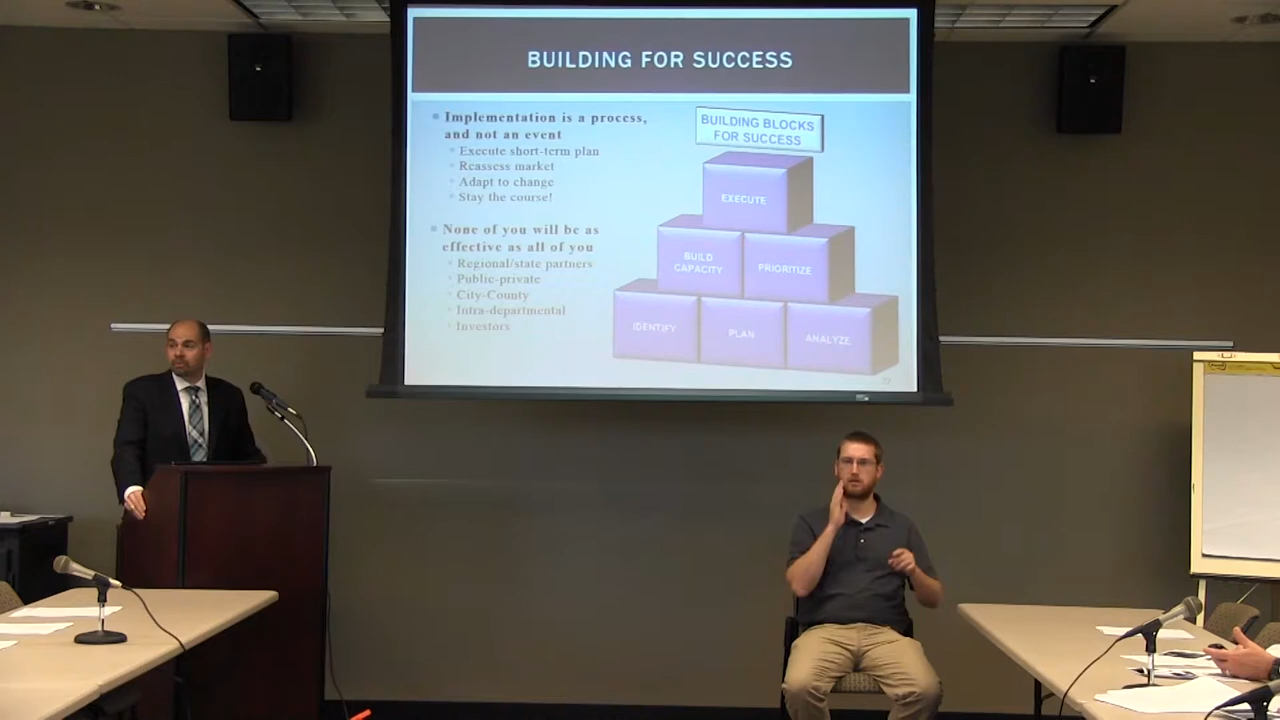 BUILDING FOR SUCCESS
Implementation is a process,
and not an event
Execute short-term plan
Reassess market
Adapt to change
Stay the course!
None of you will be as
effective as all of you
Regional/state partners
Public-private
City-County
Intra-departmental
Investors
BUILDING BLOCKS
FOR SUCCESS
EXECUTE
BUILD
CAPACITY
PRIORITIZE
IDENTIFY
PLAN
ANALYZE